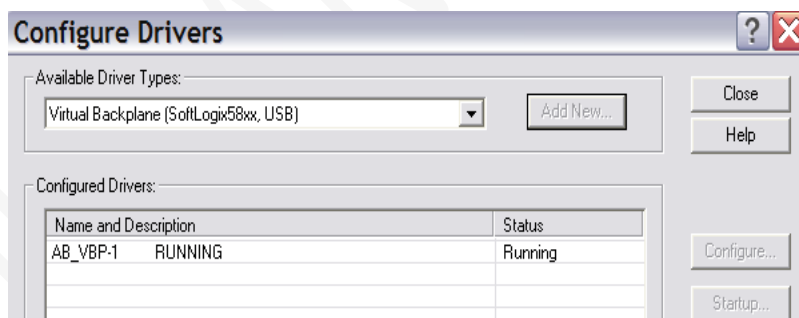 Configure Drivers
?
Available Driver Types:
Virtual Backplane (SoftLogix58xx, USB)
Add New...
Close
Help
Configured Drivers:
Name and Description Status
AB_VBP-1 RUNNING Running
Configure...
Startup...